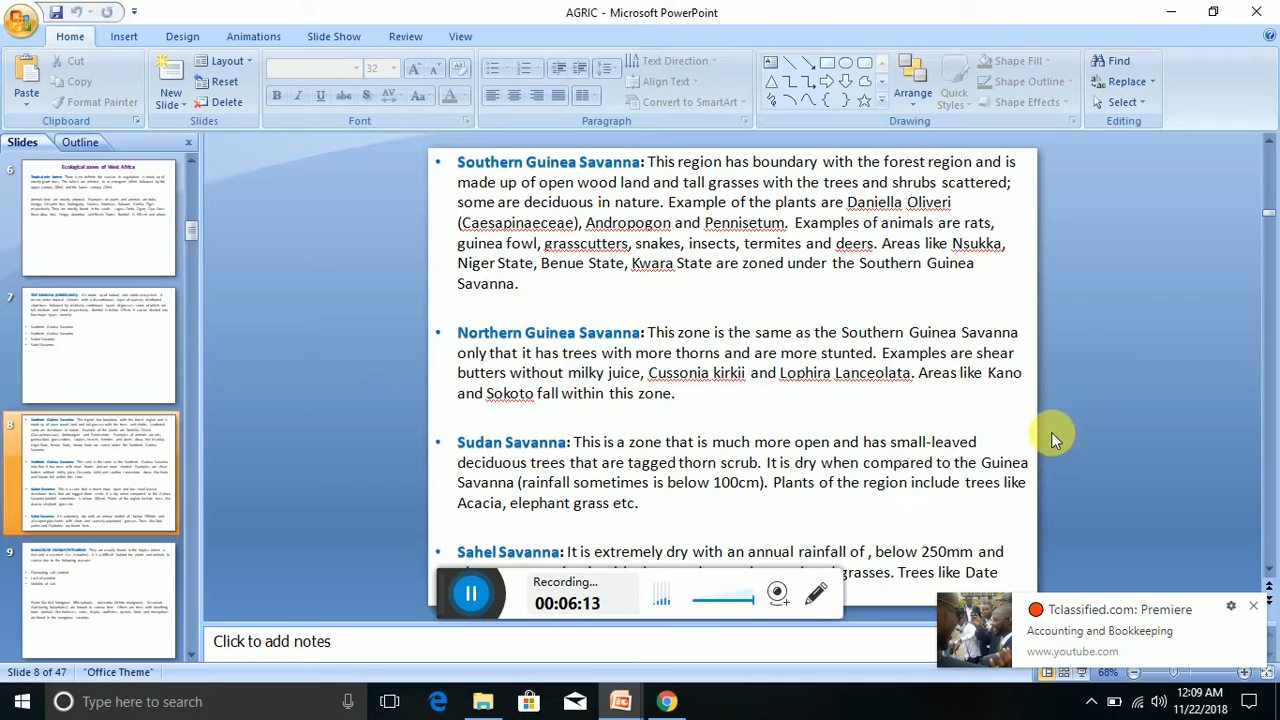 AGRIC - Microsoft PowerPoint
Home Insert Design Animations Slide Show Review View
Paste
Cut
Copy
Format Painter
Clipboard
New
Slide
Layout
Reset
Delete
Slides
32
Font
Text Direction
Align Text
Convert to SmartArt
Paragraph
Arrange
Quick
Styles
Shape Fill
Shape Outline
Shape Effects
Drawing
Find
Replace
Select
Editing
Slides Outline
6
Ecological zones of West Africa
7
8
9
• Southern Guinea Savanna: This region has boundary with the forest region and is
made up of open wood land and tall grasses with the trees and shrubs scattered;
some are deciduous in nature. Example of the plants are Daniella Oliveri
(Caesalpinaceae), Andropogon and Pennisetum. Examples of animals are rats,
guinea fowl, grasscutters, snakes, insects, termites and deers. Areas like Nsukka,
Niger State, Benue State, Kwara State are zoned under the Southern Guinea
Savanna.
• Northern Guinea Savanna: This zone is the same as the Southern Guinea Savanna
only that it has trees with more thorns and are more stunted. Examples are shear
butters without milky juice, Cussonia kirkii and Lophira Lanceolata. Areas like Kano
and Sokoto fall within this zone.
• Sudan Savanna: This is a zone that is much more open and has small-leaved
deciduous trees that are tagged thorn scrub. It is dry when compared to the Guinea
Savanna (rainfall sometimes is below 100cm). Plants of the region include trees like
Acacia, elephant grass etc.
• Sahel Savanna: It is extremely dry with an annual rainfall of , below 250mm and
grasses. Trees like Date
Recording...
00:06:13
Tclassified.com: Premiere
Accounting and Bookkeeping
www.youtube.com
Click to add notes
Slide 8 of 47 "Office Theme" 68%
Type here to search
12:09 AM
11/22/2018